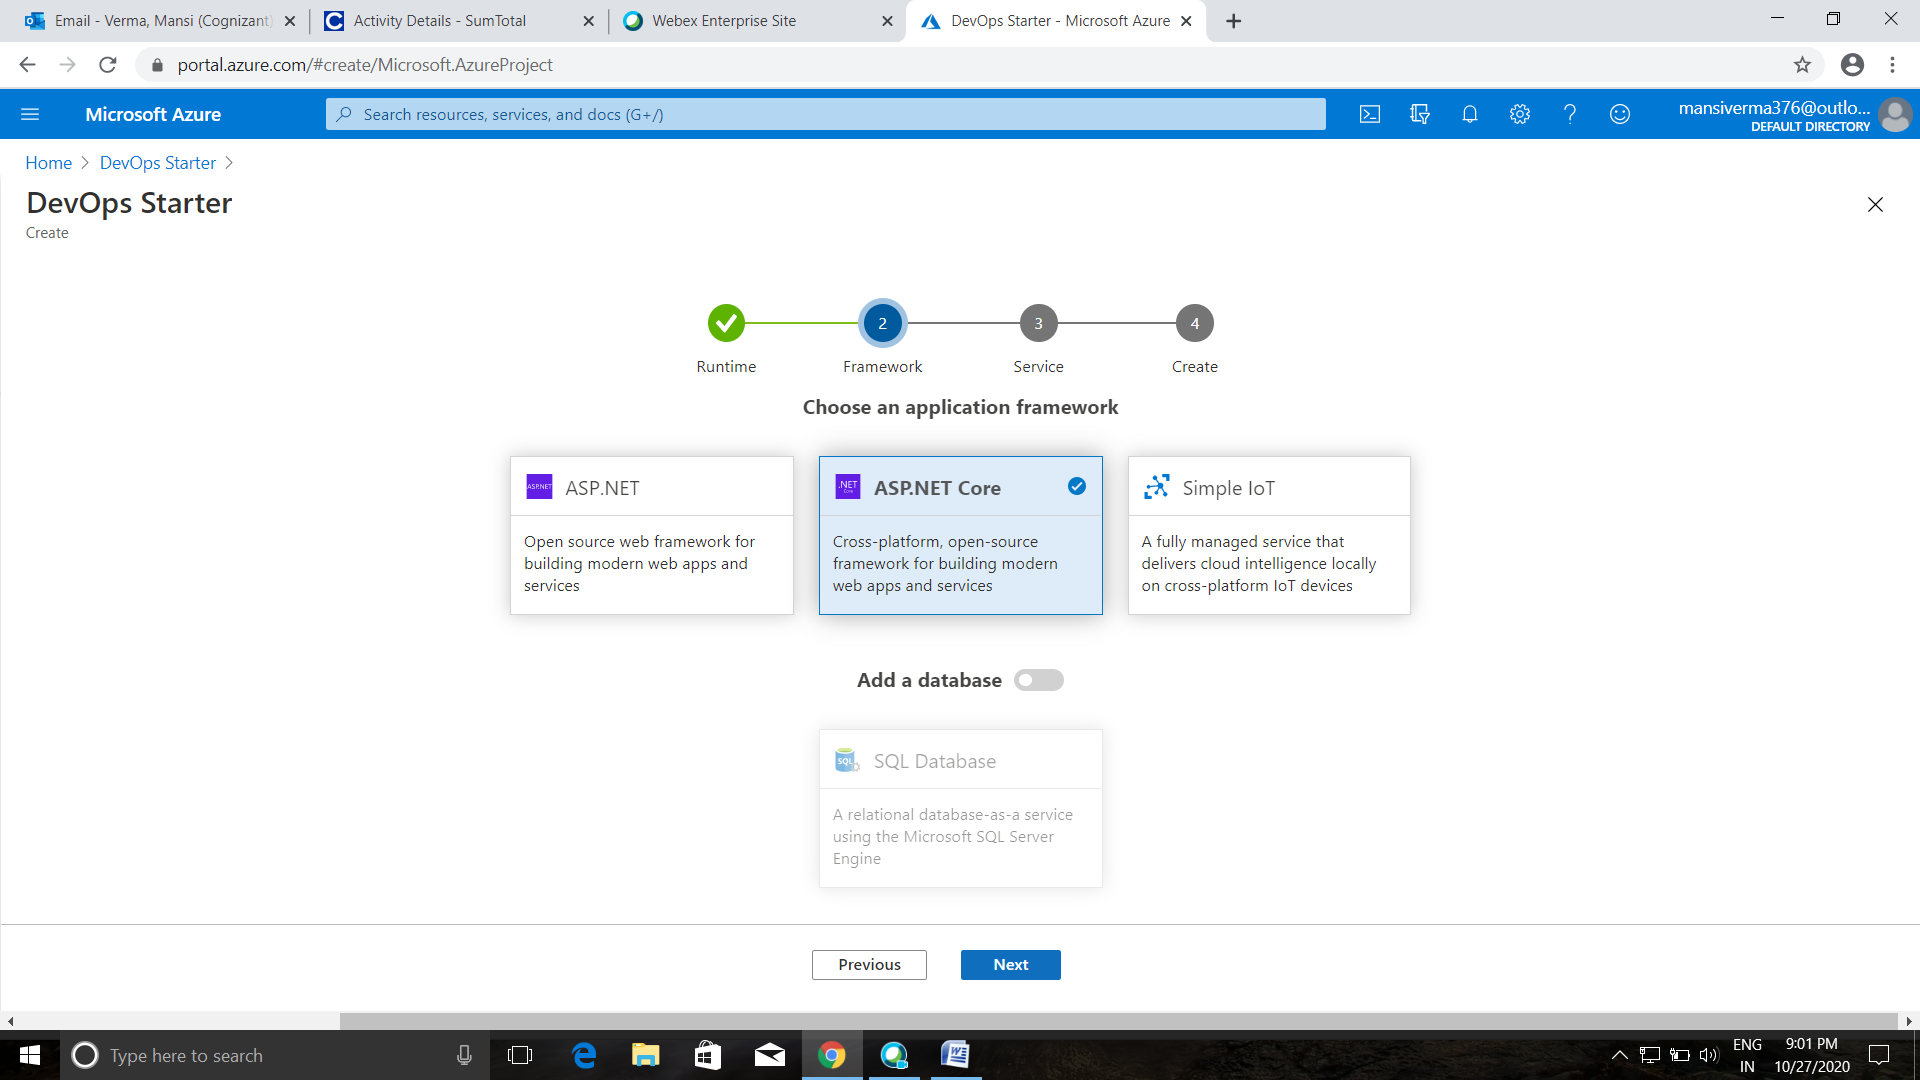 Email - Verma, Mansi (Cognizant)
Activity Details - SumTotal
Webex Enterprise Site
DevOps Starter - Microsoft Azure
portal.azure.com/#create/Microsoft.AzureProject
Microsoft Azure
Search resources, services, and docs (G+/)
mansiverma376@outlo...
DEFAULT DIRECTORY
Home > DevOps Starter >
DevOps Starter
Create
2
3
4
Runtime
Framework
Service
Create
Choose an application framework
ASP.NET
ASP.NET
Open source web framework for
building modern web apps and
services
.NET
Core
ASP.NET Core
Cross-platform, open-source
framework for building modern
web apps and services
Simple IoT
A fully managed service that
delivers cloud intelligence locally
on cross-platform IoT devices
Add a database
SQL
SQL Database
A relational database-as-a service
using the Microsoft SQL Server
Engine
Previous
Next
Type here to search
ENG
IN
9:01 PM
10/27/2020